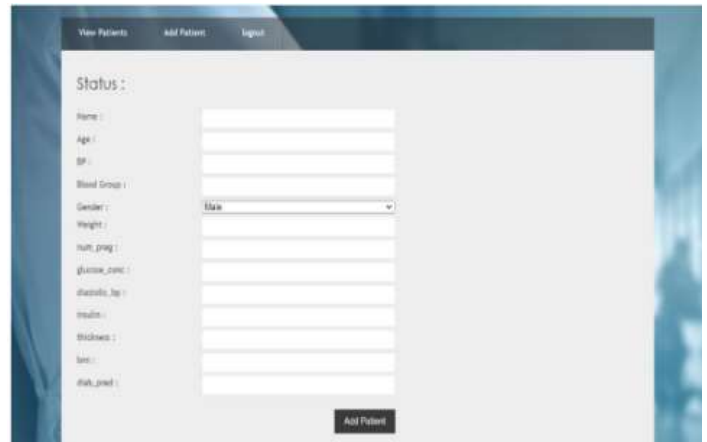 View Patients Add Patient logout
Status :
Name :
Age :
BP :
Blood Group :
Gender : Male
Weight :
num_preg :
glucose_conc :
diastolic_bp :
insulin :
thickness :
bmi :
diab_pred :
Add Patient